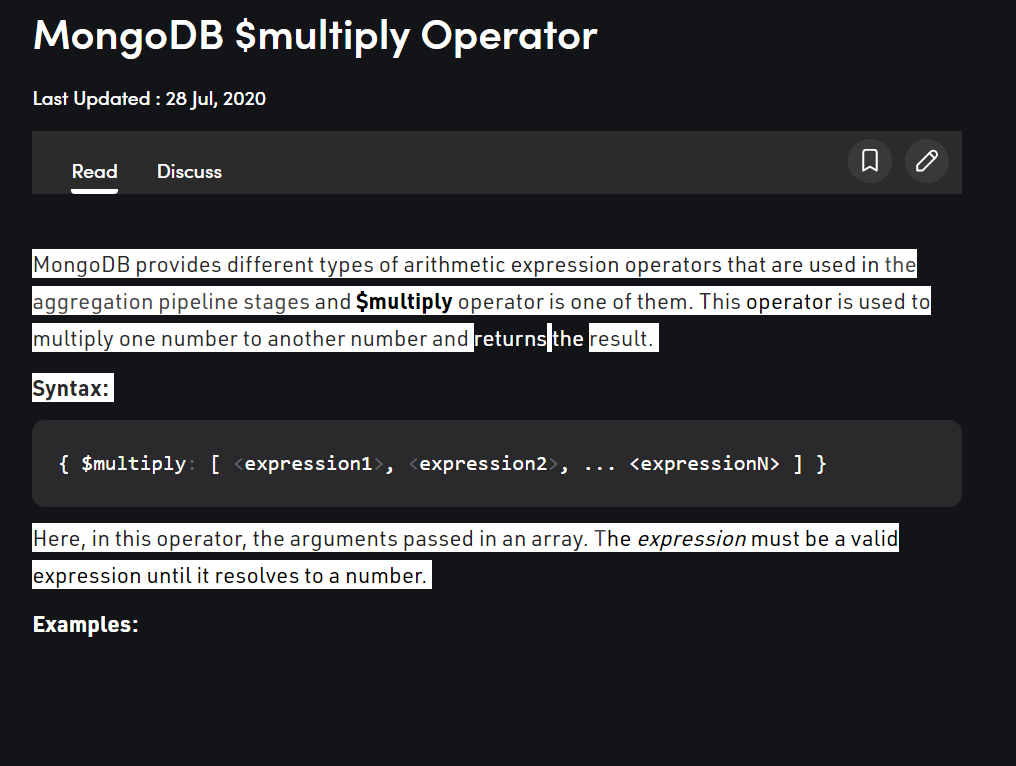 MongoDB $multiply Operator
Last Updated : 28 Jul, 2020
Read Discuss
MongoDB provides different types of arithmetic expression operators that are used in the
aggregation pipeline stages and $multiply operator is one of them. This operator is used to
multiply one number to another number and returns the result.
Syntax:
{ $multiply: [ <expression1>, <expression2>, ... <expressionN> ] }
Here, in this operator, the arguments passed in an array. The expression must be a valid
expression until it resolves to a number.
Examples: